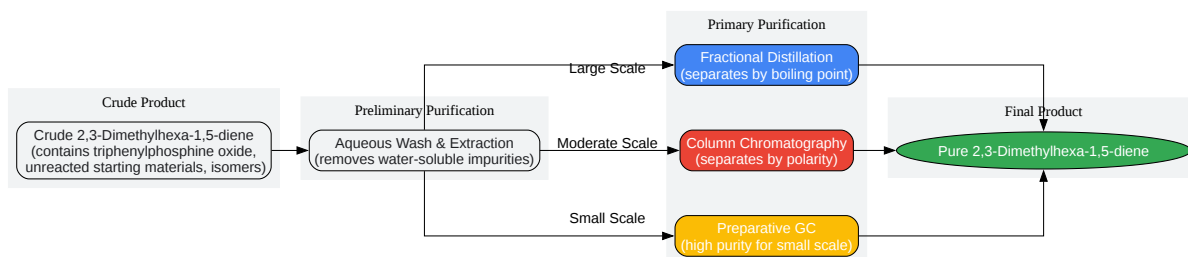 Crude Product
Crude 2,3-Dimethylhexa-1,5-diene
(contains triphenylphosphine oxide,
unreacted starting materials, isomers)
Preliminary Purification
Aqueous Wash & Extraction
(removes water-soluble impurities)
Large Scale
Moderate Scale
Small Scale
Primary Purification
Fractional Distillation
(separates by boiling point)
Column Chromatography
(separates by polarity)
Preparative GC
(high purity for small scale)
Final Product
Pure 2,3-Dimethylhexa-1,5-diene